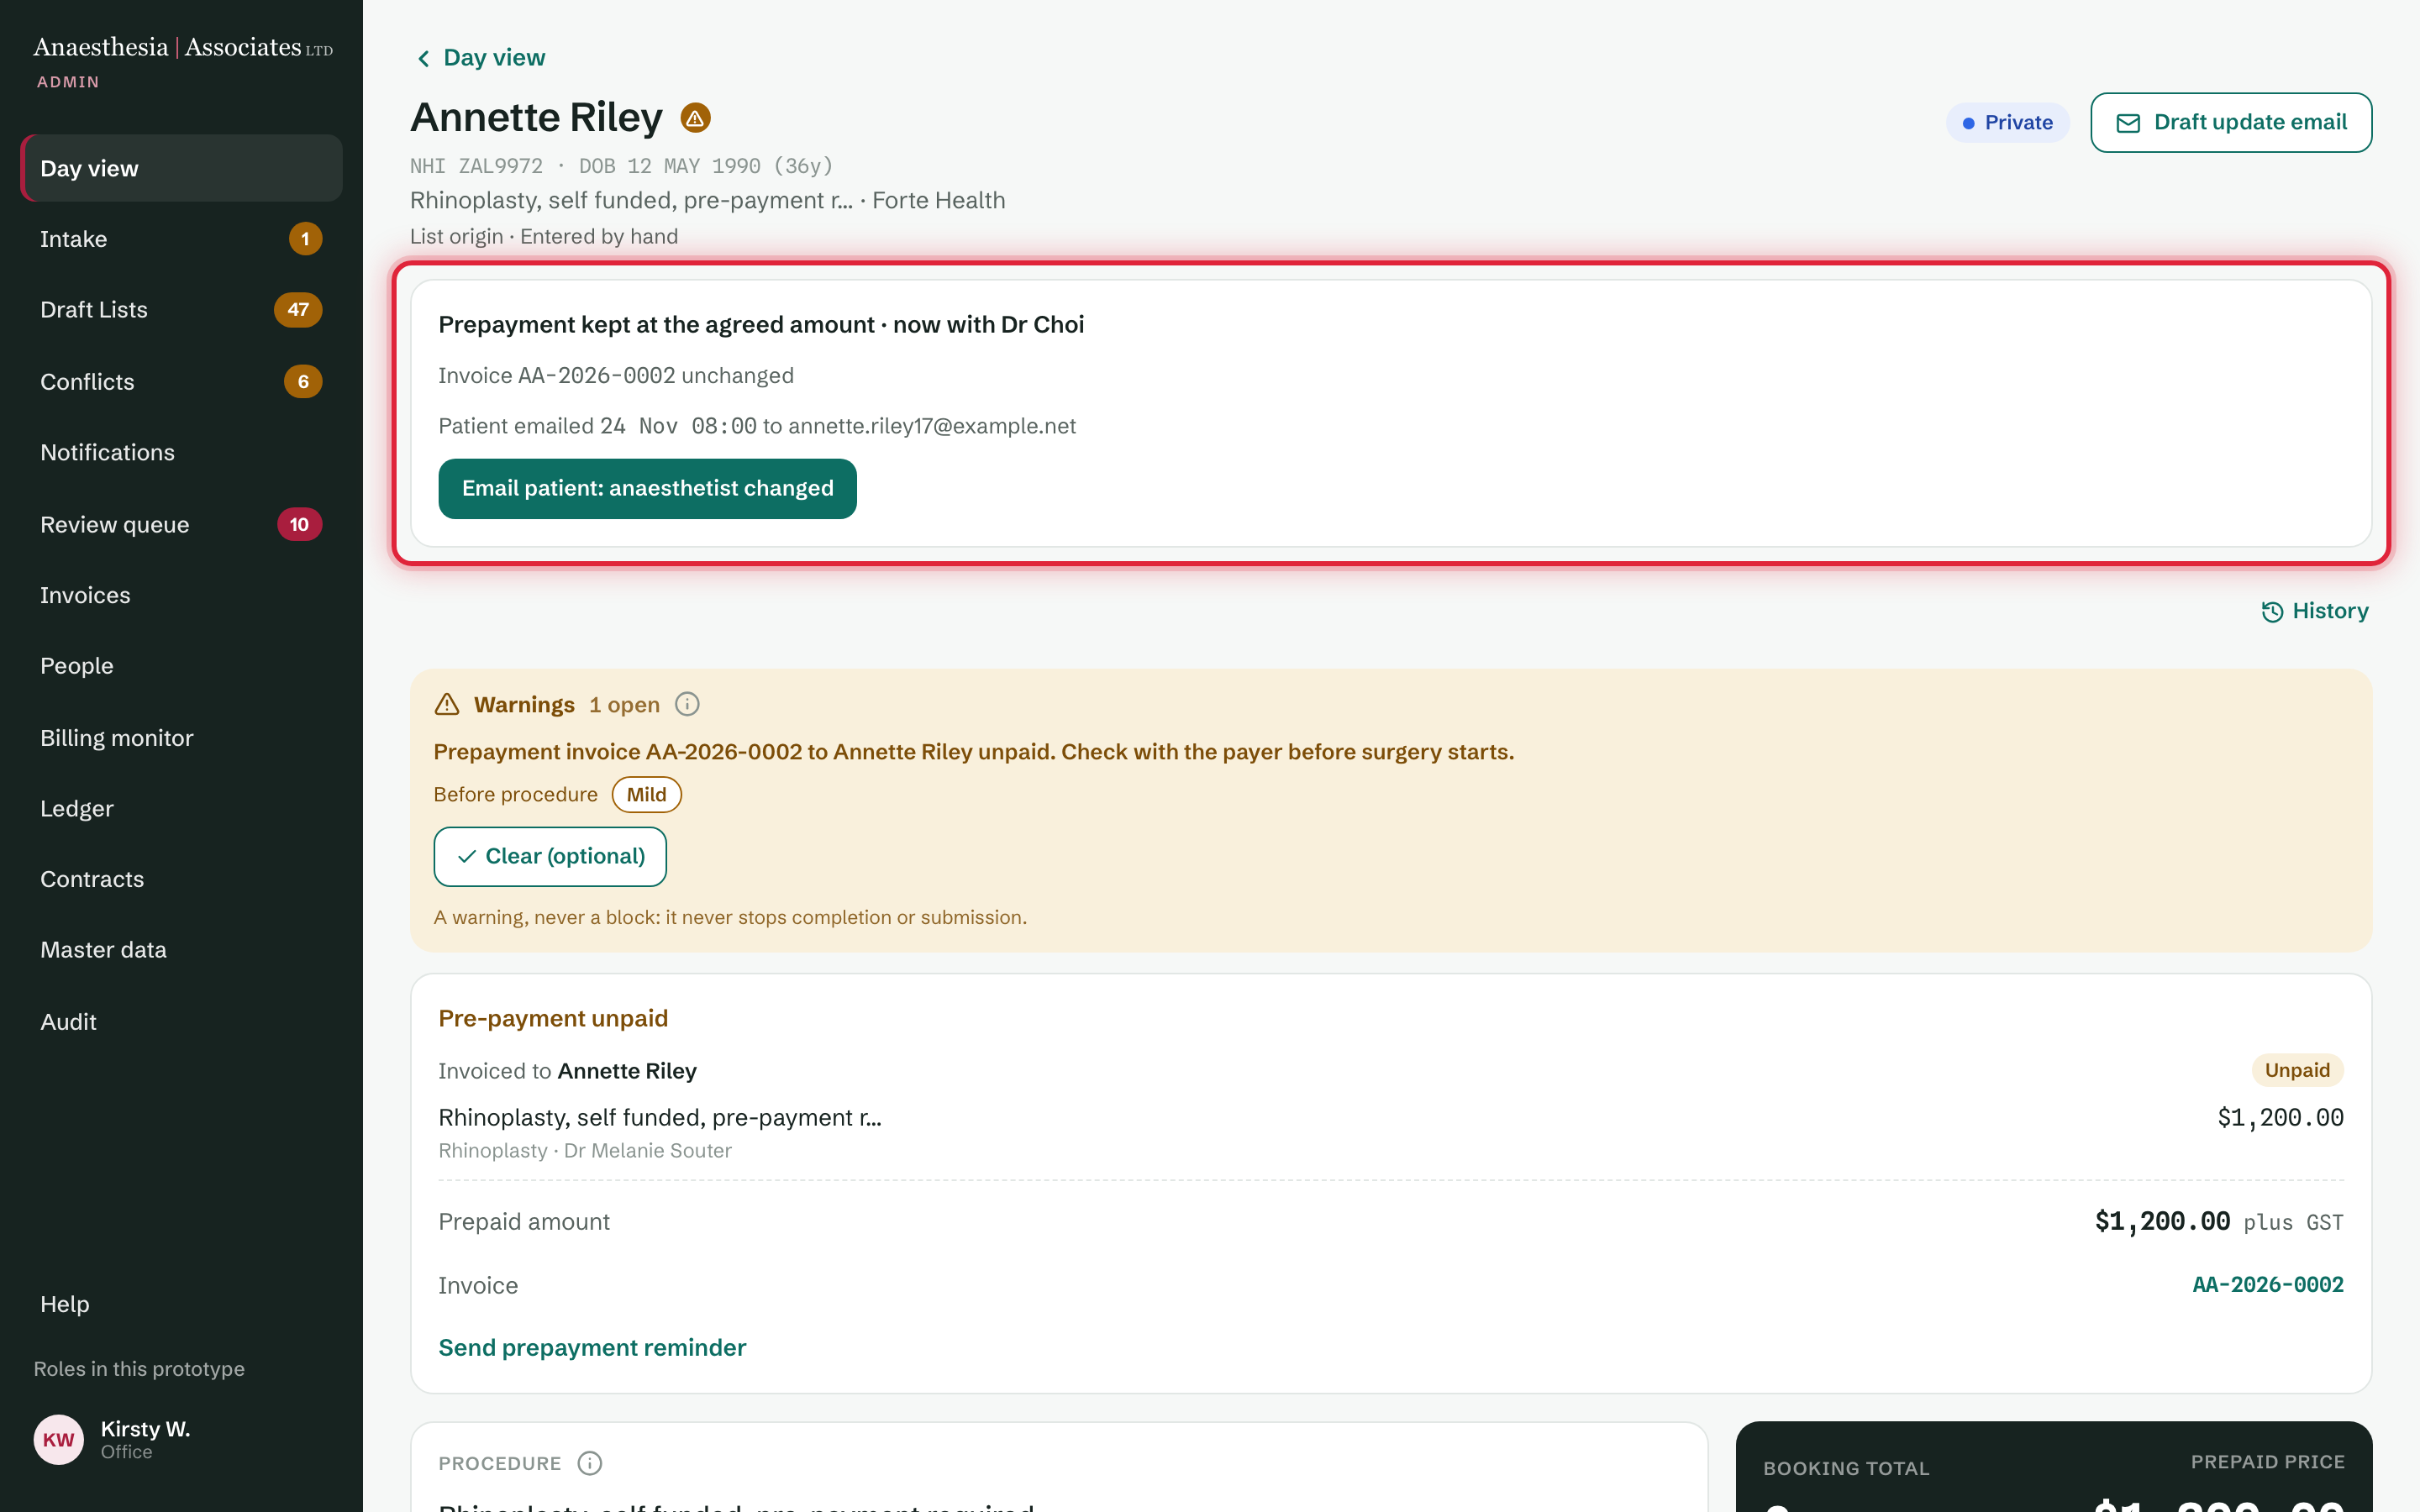 Anaesthesia | Associates LTD
ADMIN
Day view
Intake 1
Draft Lists 47
Conflicts 6
Notifications
Review queue 10
Invoices
People
Billing monitor
Ledger
Contracts
Master data
Audit
Help
Roles in this prototype
KW
Kirsty W.
Office
Day view
Annette Riley
Private
Draft update email
NHI ZAL9972 · DOB 12 MAY 1990 (36y)
Rhinoplasty, self funded, pre-payment r... · Forte Health
List origin · Entered by hand
Prepayment kept at the agreed amount · now with Dr Choi
Invoice AA-2026-0002 unchanged
Patient emailed 24 Nov 08:00 to annette.riley17@example.net
Email patient: anaesthetist changed
History
Warnings 1 open
Prepayment invoice AA-2026-0002 to Annette Riley unpaid. Check with the payer before surgery starts.
Before procedure Mild
Clear (optional)
A warning, never a block: it never stops completion or submission.
Pre-payment unpaid
Invoiced to Annette Riley Unpaid
Rhinoplasty, self funded, pre-payment r... $1,200.00
Rhinoplasty · Dr Melanie Souter
Prepaid amount $1,200.00 plus GST
Invoice AA-2026-0002
Send prepayment reminder
PROCEDURE
Rhinoplasty, self funded, pre-payment required
BOOKING TOTAL PREPAID PRICE